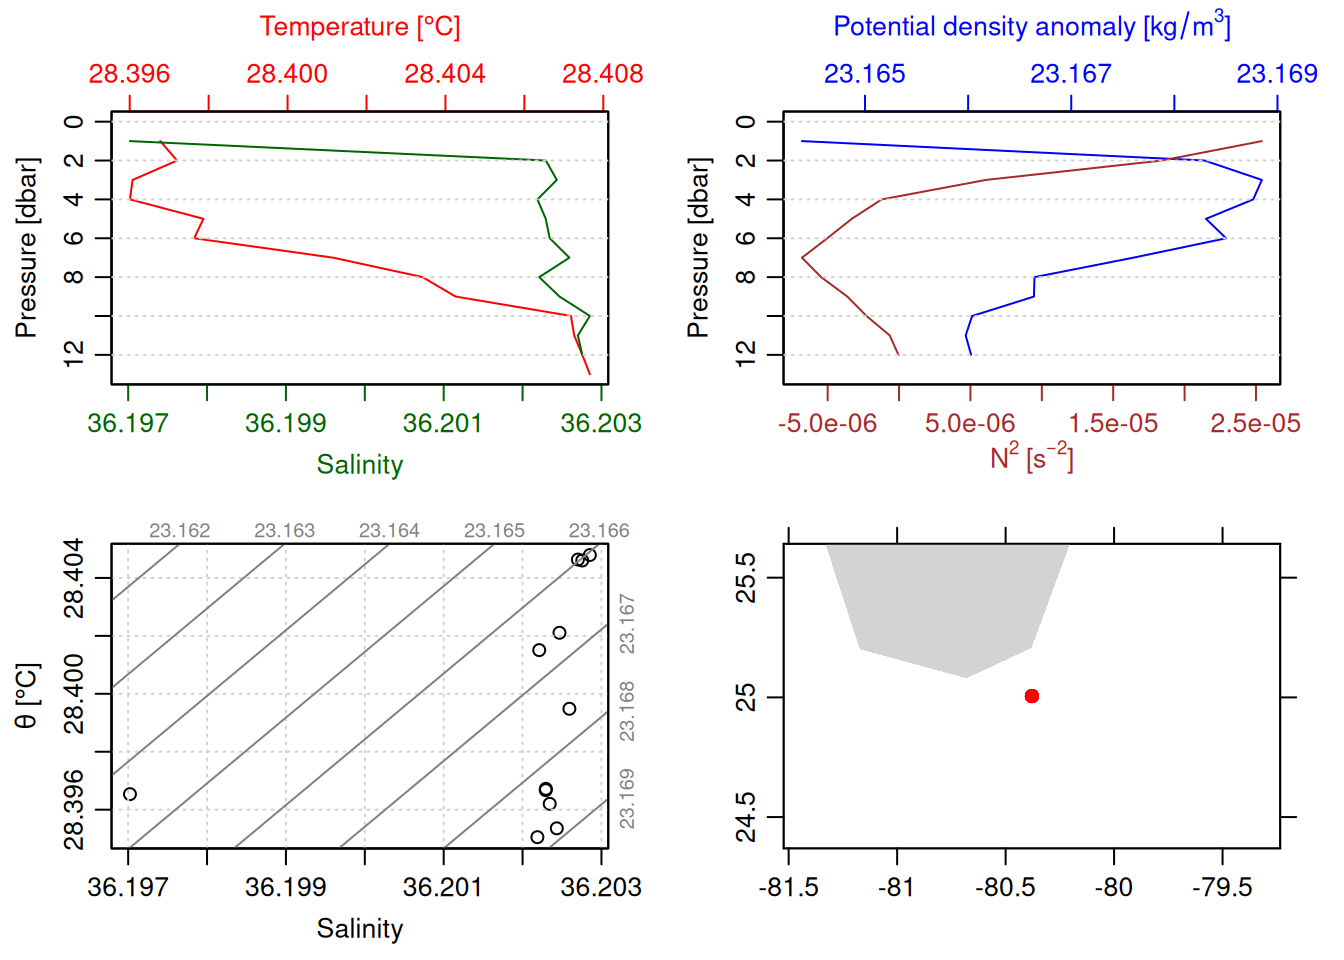 Temperature [°C]
28.396 28.400 28.404 28.408
Pressure [dbar]
0
2
4
6
8
12
36.197 36.199 36.201 36.203
Salinity
Potential density anomaly [kg/m³]
23.165 23.167 23.169
Pressure [dbar]
0
2
4
6
8
12
-5.0e-06 5.0e-06 1.5e-05 2.5e-05
N² [s⁻²]
23.162 23.163 23.164 23.165 23.166
θ [°C]
28.404
28.400
28.396
23.167
23.168
23.169
36.197 36.199 36.201 36.203
Salinity
25.5
25
24.5
-81.5 -81 -80.5 -80 -79.5